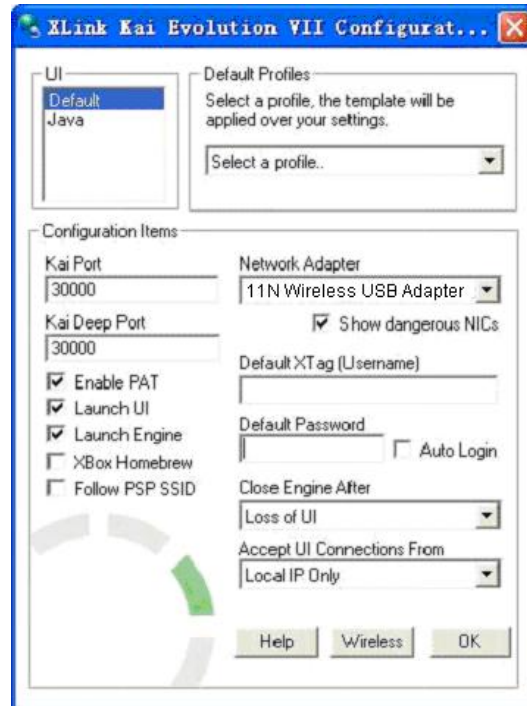 XLink Kai Evolution VII Configurat...
UI
Default
Java
Default Profiles
Select a profile, the template will be
applied over your settings.
Select a profile..
Configuration Items
Kai Port
30000
Kai Deep Port
30000
Enable PAT
Launch UI
Launch Engine
XBox Homebrew
Follow PSP SSID
Network Adapter
11N Wireless USB Adapter
Show dangerous NICs
Default XTag (Username)
Default Password
Auto Login
Close Engine After
Loss of UI
Accept UI Connections From
Local IP Only
Help
Wireless
OK